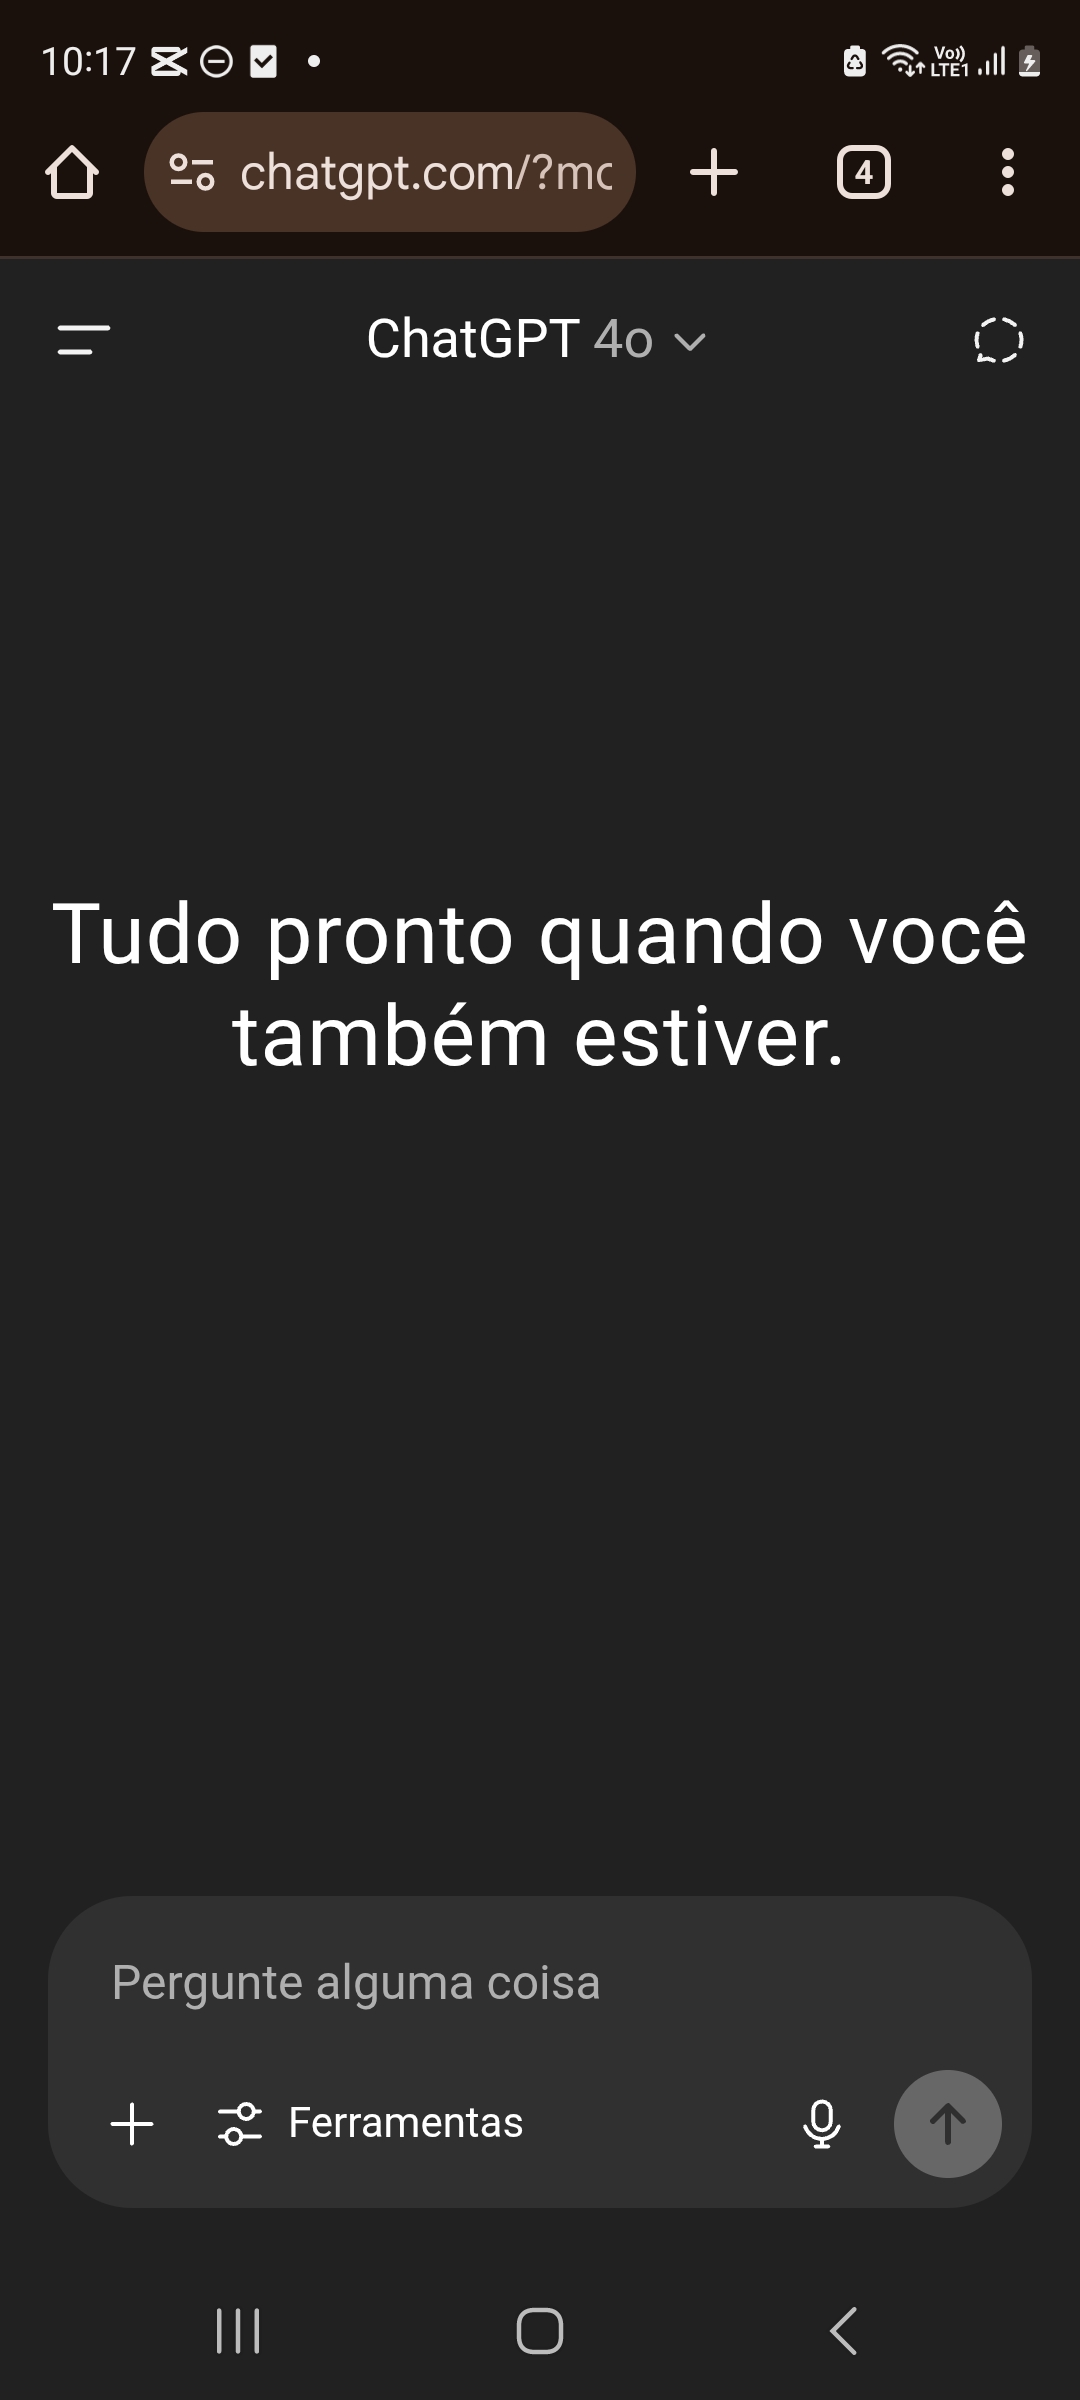 10:17
Vo)) LTE1
chatgpt.com/?mo
4
ChatGPT 4o
Tudo pronto quando você
também estiver.
Pergunte alguma coisa
Ferramentas